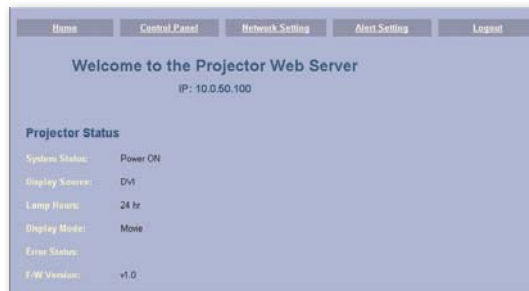 Home Control Panel Network Setting Alert Setting Logout
Welcome to the Projector Web Server
IP: 10.0.50.100
Projector Status
System Status: Power ON
Display Source: DVI
Lamp Hours: 24 hr
Display Mode: Movie
Error Status:
F/W Version: v1.0